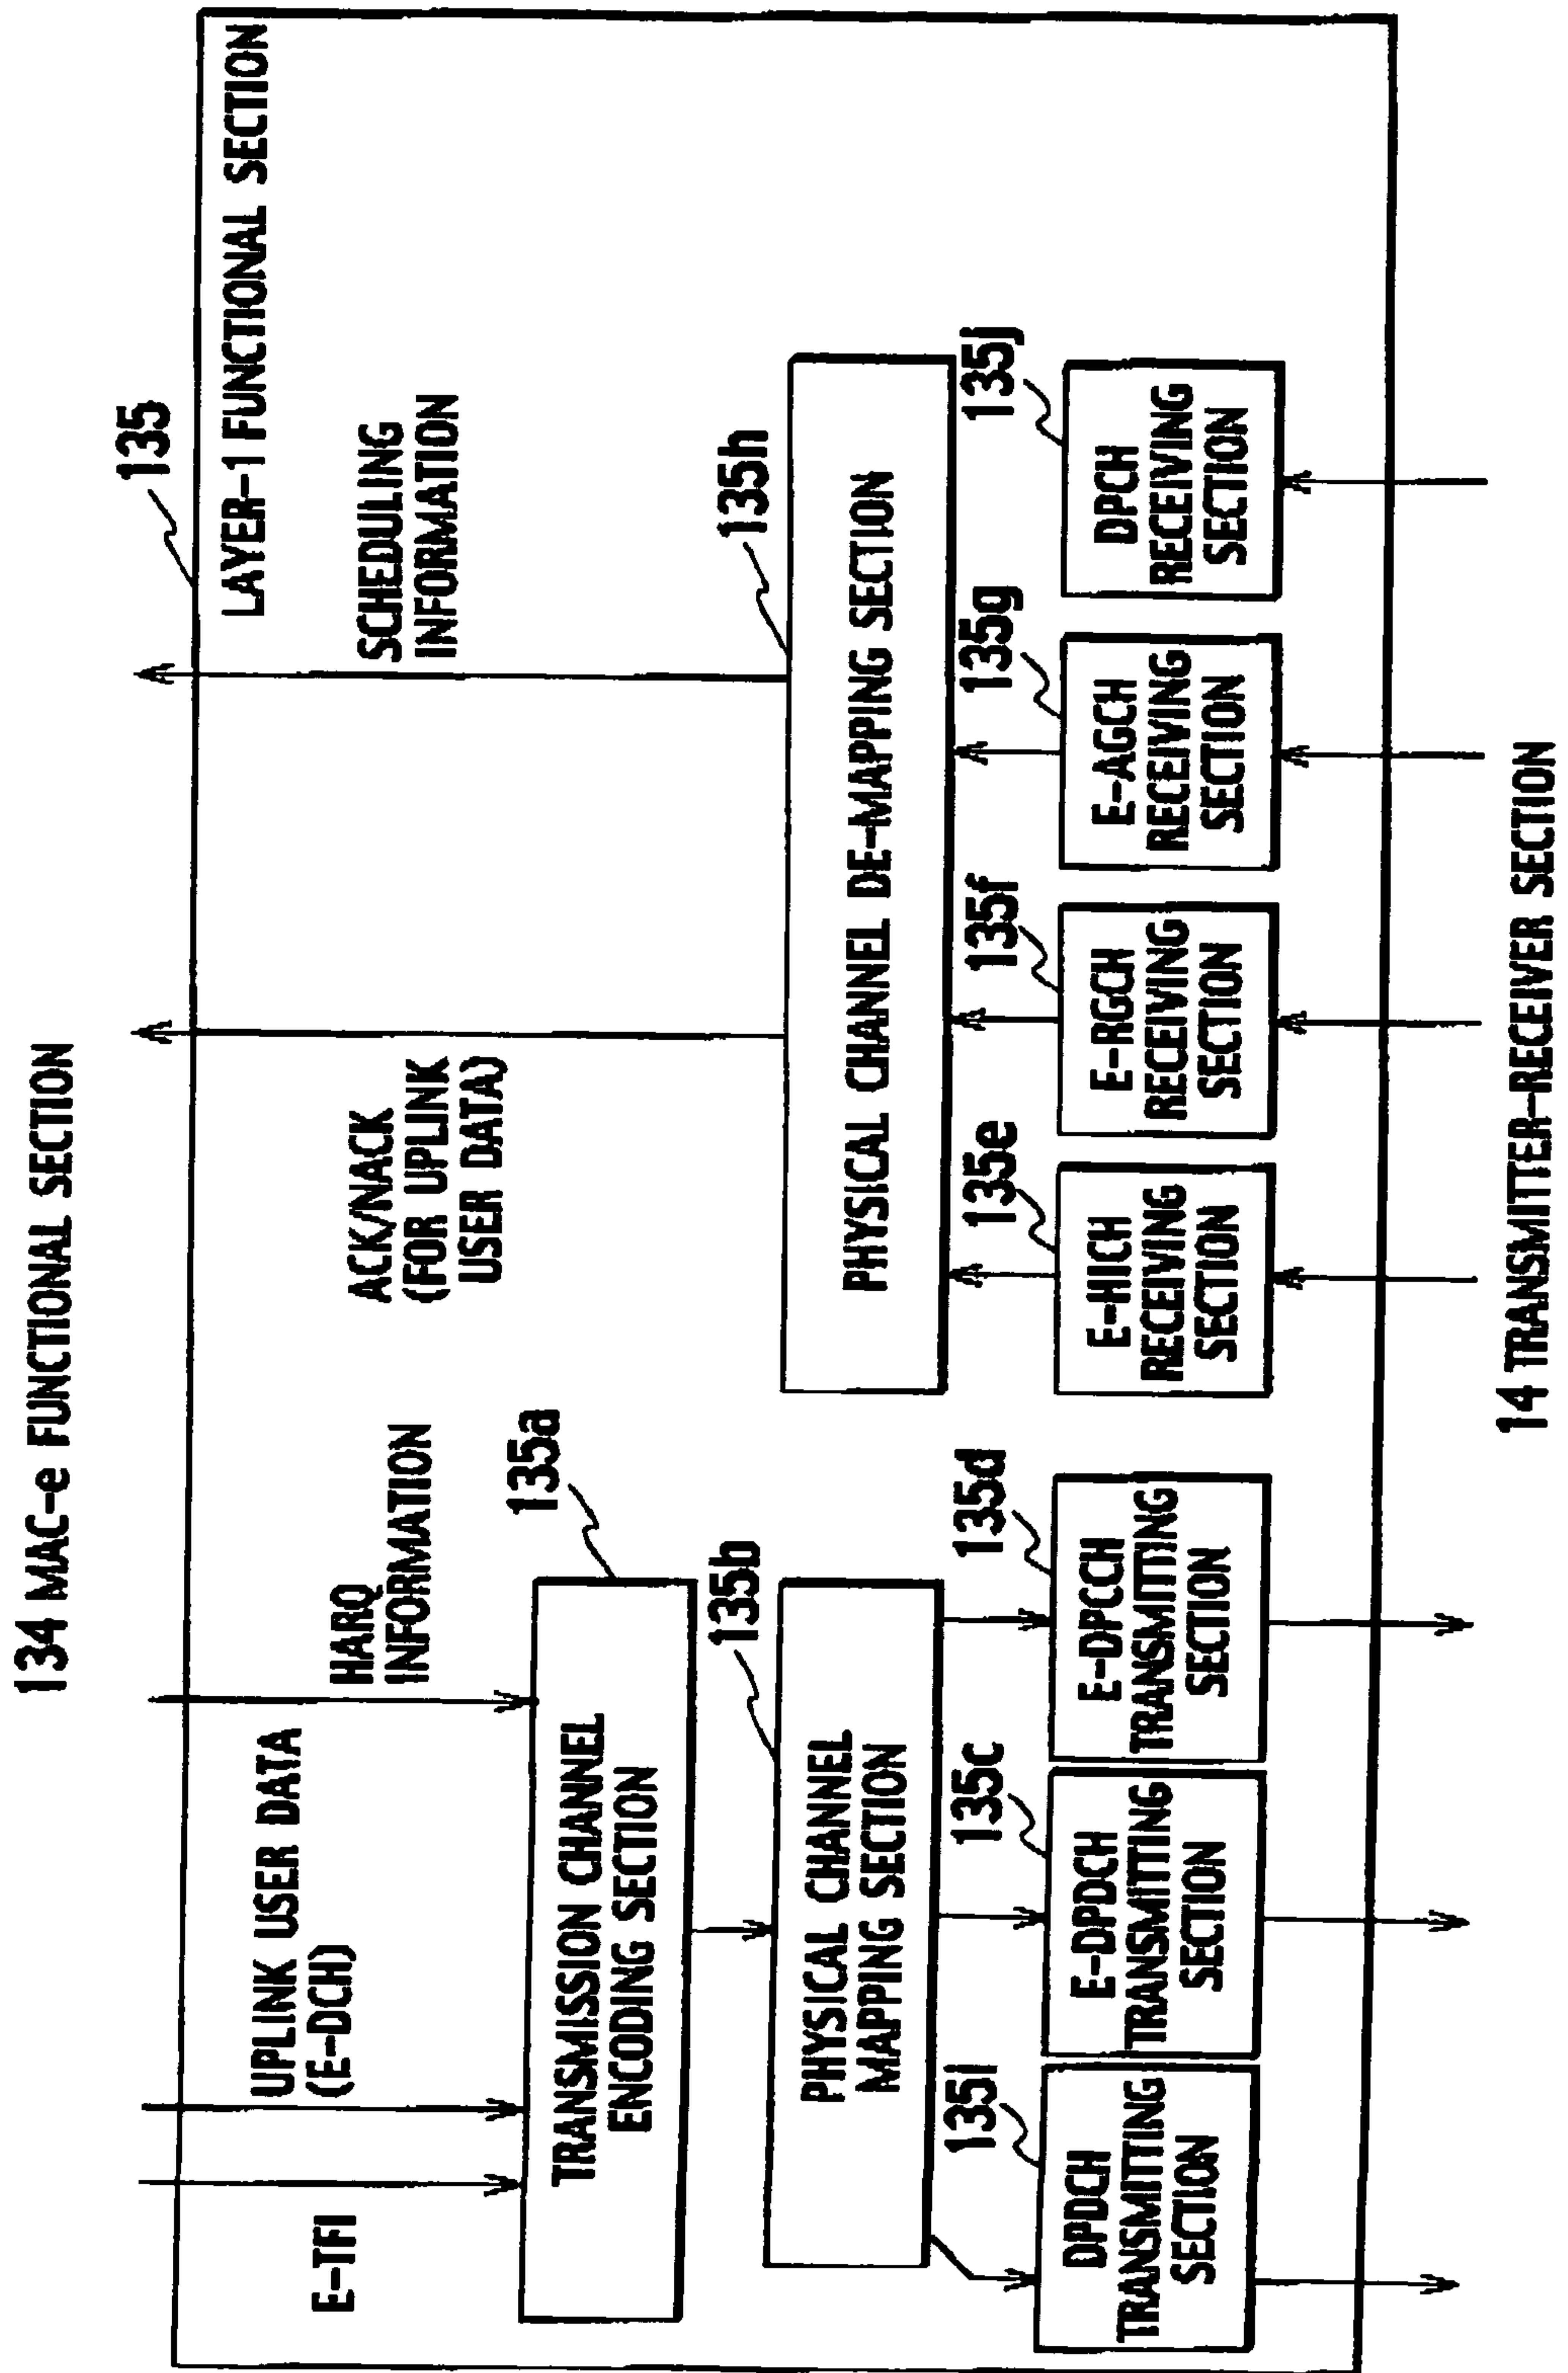 134 MAC-e FUNCTIONAL SECTION
135
LAYER-1 FUNCTIONAL SECTION
E-TFI
UPLINK USER DATA
(E-DCH)
HARQ
INFORMATION
ACK/NACK
(FOR UPLINK
USER DATA)
SCHEDULING
INFORMATION
135a
TRANSMISSION CHANNEL
ENCODING SECTION
135b
PHYSICAL CHANNEL
MAPPING SECTION
135h
PHYSICAL CHANNEL DE-MAPPING SECTION
135i
DPDCH
TRANSMITTING
SECTION
135c
E-DPDCH
TRANSMITTING
SECTION
135d
E-DPCCH
TRANSMITTING
SECTION
135e
E-HICH
RECEIVING
SECTION
135f
E-RGCH
RECEIVING
SECTION
135g
E-AGCH
RECEIVING
SECTION
135j
DPCH
RECEIVING
SECTION
14 TRANSMITTER-RECEIVER SECTION